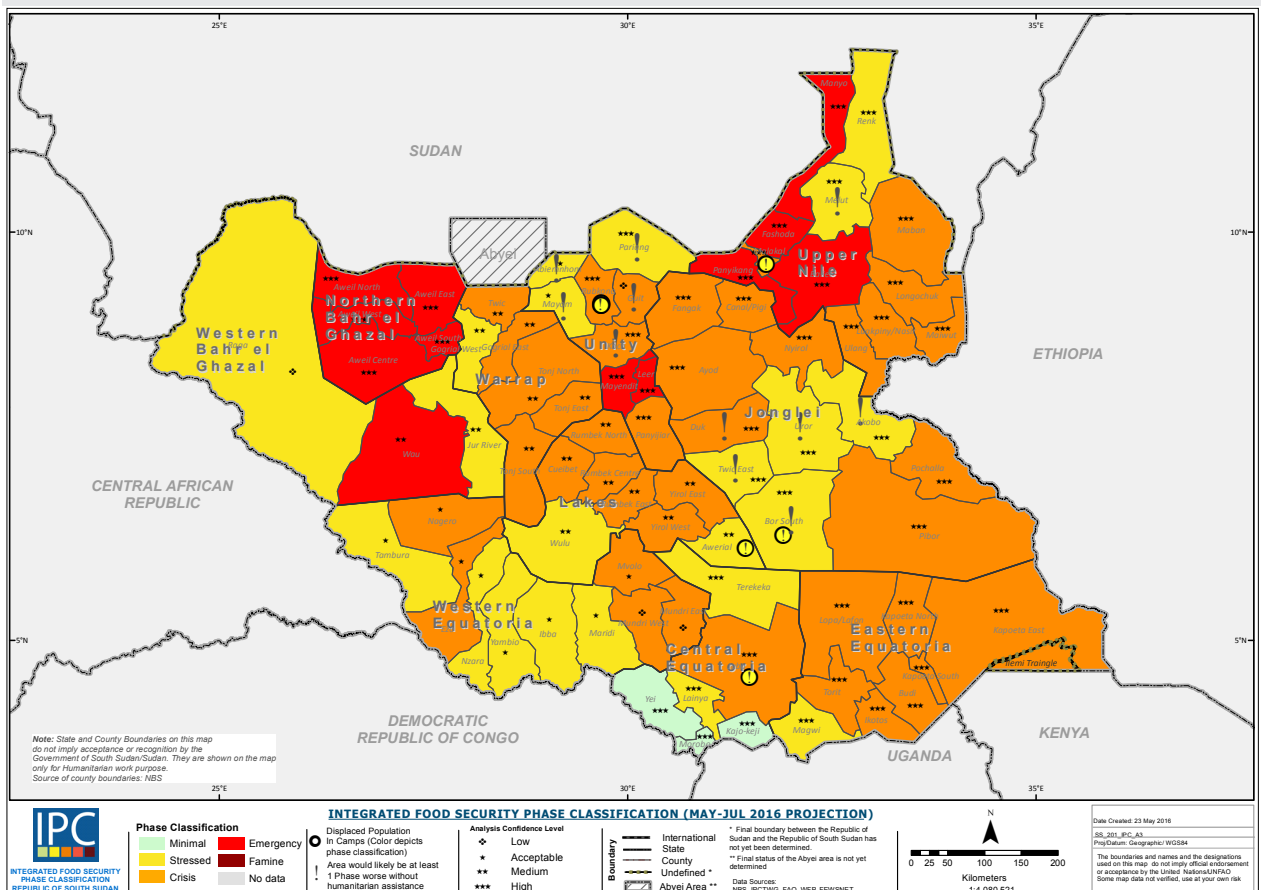 25°E 30°E 35°E
Manyo
Renk
SUDAN
Melut
10°N 10°N
Maban
Fashoda
Abyei
Pariang
Malakal
Abiemnhom
Panyikang
Upper
Nile
Aweil North
Aweil East
Twic
Mayom
Guit
Fangak
Canal/Pigi
Longochuk
Northern
Bahr el
Ghazal
Aweil West
Western
Bahr el
Ghazal
Raga
Aweil South
Gogrial West
Gogrial East
Unity
Nyirol
Ulang
Luakpiny/Nasir
Maiwut
ETHIOPIA
Aweil Centre
Warrap
Tonj North
Mayendit
Leer
Ayod
Tonj East
Jonglei
Rumbek North
Panyijiar
Duk
Uror
Akobo
Wau
Jur River
Tonj South
Cueibet
Rumbek Centre
Twic East
Pochalla
CENTRAL AFRICAN
REPUBLIC
Yirol East
Lakes
Rumbek East
Nagero
Yirol West
Bor South
Pibor
Tambura
Wulu
Awerial
Mvolo
Terekeka
Western
Equatoria
Mundri East
Mundri West
Lopa/Lafon
Kapoeta North
Kapoeta East
Eastern
Equatoria
5°N 5°N
Ibba
Maridi
Yambio
Nzara
Central
Equatoria
Ilemi Traingle
Kapoeta South
Yei
Lainya
Torit
Budi
Ikotos
Morobo
Kajo-keji
Magwi
DEMOCRATIC
REPUBLIC OF CONGO
KENYA
UGANDA
Note: State and County Boundaries on this map
do not imply acceptance or recognition by the
Government of South Sudan/Sudan. They are shown on the map
only for Humanitarian work purpose.
Source of county boundaries: NBS
25°E 30°E 35°E
IPC
INTEGRATED FOOD SECURITY
PHASE CLASSIFICATION
REPUBLIC OF SOUTH SUDAN
Phase Classification
Minimal
Stressed
Crisis
Emergency
Famine
No data
INTEGRATED FOOD SECURITY PHASE CLASSIFICATION (MAY-JUL 2016 PROJECTION)
Displaced Population
In Camps (Color depicts
phase classification)
Area would likely be at least
1 Phase worse without
humanitarian assistance
Analysis Confidence Level
Low
Acceptable
Medium
High
Boundary
International
State
County
Undefined *
Abyei Area **
* Final boundary between the Republic of
Sudan and the Republic of South Sudan has
not yet been determined.
** Final status of the Abyei area is not yet
determined
Data Sources:
NBS, IPCTWG, FAO, WFP, FEWSNET
N
0 25 50 100 150 200
Kilometers
1:4,080,521
Date Created: 23 May 2016
SS_201_IPC_A3
Proj/Datum: Geographic/ WGS84
The boundaries and names and the designations
used on this map do not imply official endorsement
or acceptance by the United Nations/UNFAO
Some map data not verified, use at your own risk